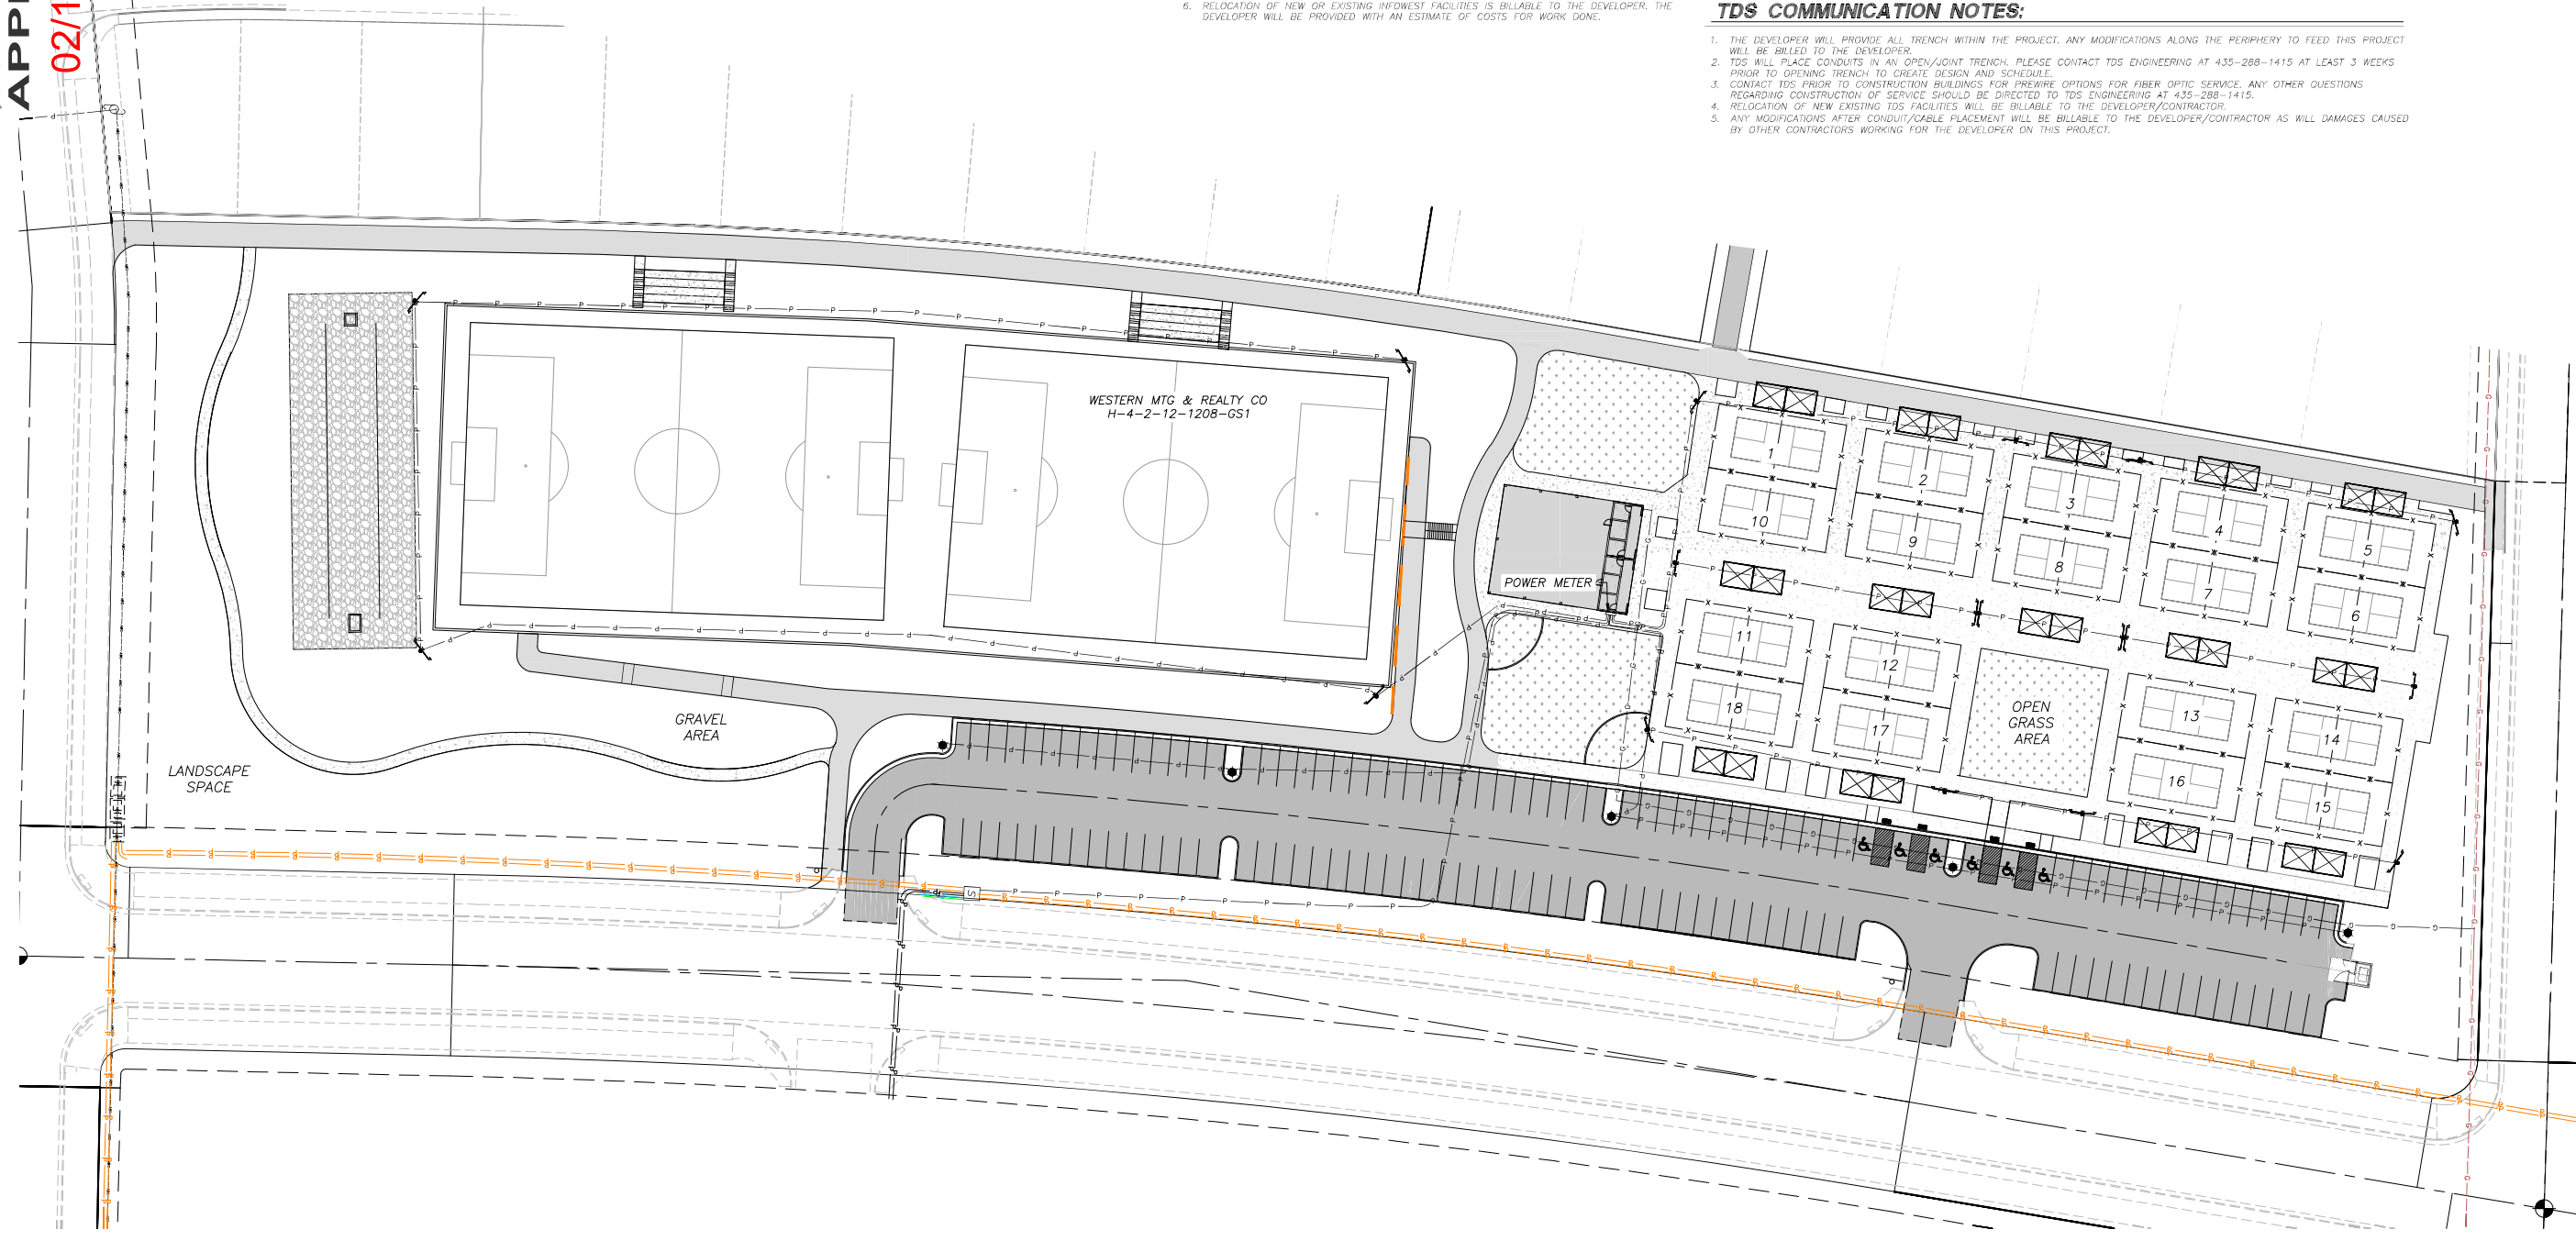 APP
02/1
6. RELOCATION OF NEW OR EXISTING INFOWEST FACILITIES IS BILLABLE TO THE DEVELOPER. THE
DEVELOPER WILL BE PROVIDED WITH AN ESTIMATE OF COSTS FOR WORK DONE.
TDS COMMUNICATION NOTES:
1. THE DEVELOPER WILL PROVIDE ALL TRENCH WITHIN THE PROJECT. ANY MODIFICATIONS ALONG THE PERIPHERY TO FEED THIS PROJECT
WILL BE BILLED TO THE DEVELOPER.
2. TDS WILL PLACE CONDUITS IN AN OPEN/JOINT TRENCH. PLEASE CONTACT TDS ENGINEERING AT 435-288-1415 AT LEAST 3 WEEKS
PRIOR TO OPENING TRENCH TO CREATE DESIGN AND SCHEDULE.
3. CONTACT TDS PRIOR TO CONSTRUCTION BUILDINGS FOR PREWIRE OPTIONS FOR FIBER OPTIC SERVICE. ANY OTHER QUESTIONS
REGARDING CONSTRUCTION OF SERVICE SHOULD BE DIRECTED TO TDS ENGINEERING AT 435-288-1415.
4. RELOCATION OF NEW EXISTING TDS FACILITIES WILL BE BILLABLE TO THE DEVELOPER/CONTRACTOR.
5. ANY MODIFICATIONS AFTER CONDUIT/CABLE PLACEMENT WILL BE BILLABLE TO THE DEVELOPER/CONTRACTOR AS WILL DAMAGES CAUSED
BY OTHER CONTRACTORS WORKING FOR THE DEVELOPER ON THIS PROJECT.
WESTERN MTG & REALTY CO
H-4-2-12-1208-GS1
1
2
3
4
5
10
9
8
7
6
POWER METER
11
12
13
14
18
17
16
15
OPEN
GRASS
AREA
GRAVEL
AREA
LANDSCAPE
SPACE
S